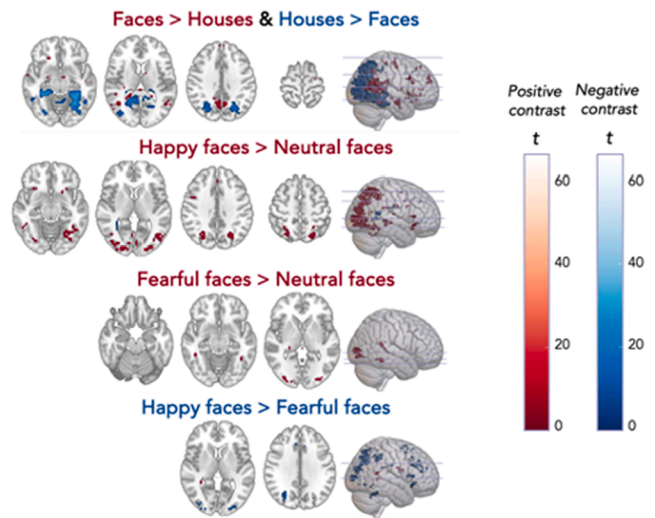 Faces > Houses & Houses > Faces
Happy faces > Neutral faces
Fearful faces > Neutral faces
Happy faces > Fearful faces
Positive contrast
Negative contrast
t
t
60
40
20
0
60
40
20
0